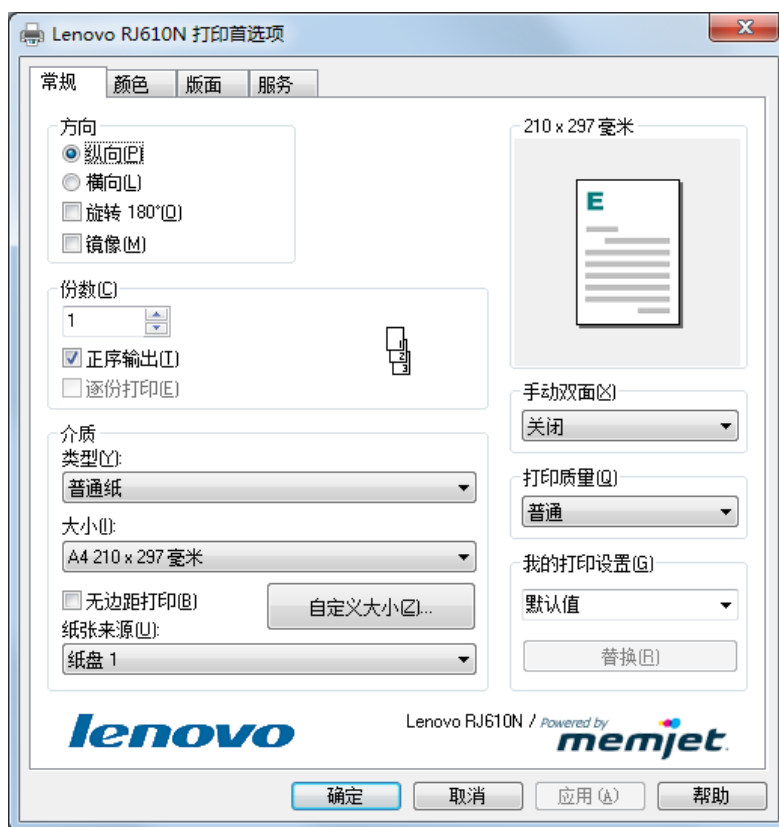 Lenovo RJ610N 打印首选项
常规 颜色 版面 服务
方向
纵向(P)
横向(L)
旋转 180°(O)
镜像(M)
份数(C)
1
正序输出(T)
逐份打印(E)
1
2
3
介质
类型(Y):
普通纸
大小(I):
A4 210 x 297 毫米
无边距打印(B)
自定义大小(Z)...
纸张来源(U):
纸盘 1
210 x 297 毫米
E
手动双面(X)
关闭
打印质量(Q)
普通
我的打印设置(G)
默认值
替换(R)
lenovo
Lenovo RJ610N / Powered by
memjet.
确定 取消 应用(A) 帮助